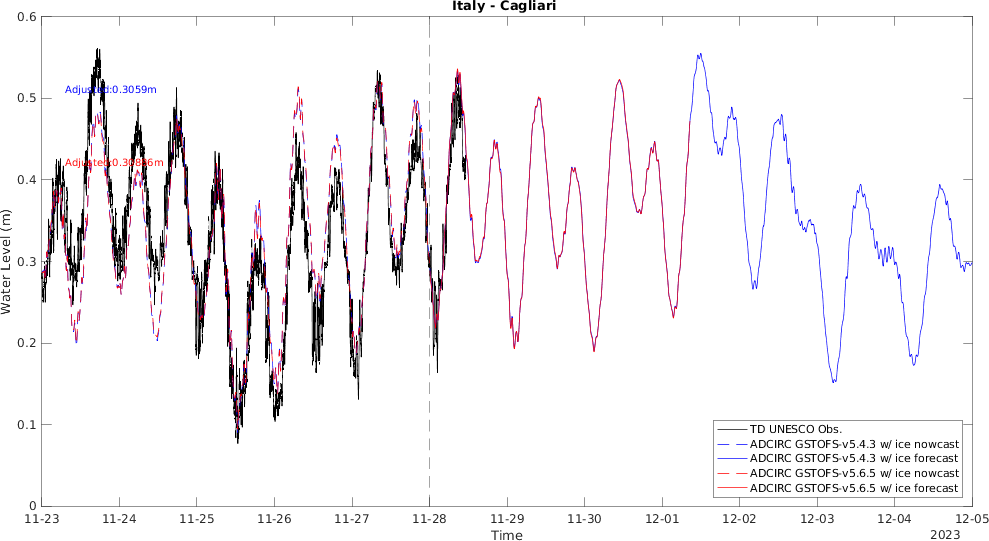 Italy - Cagliari
0.6
0.5
0.4
0.3
0.2
0.1
0
Water Level (m)
Adjusted:0.3059m
TD UNESCO Obs.
ADCIRC GSTOFS-v5.4.3 w/ ice nowcast
ADCIRC GSTOFS-v5.4.3 w/ ice forecast
ADCIRC GSTOFS-v5.6.5 w/ ice nowcast
ADCIRC GSTOFS-v5.6.5 w/ ice forecast
11-23 11-24 11-25 11-26 11-27 11-28 11-29 11-30 12-01 12-02 12-03 12-04 12-05
Time
2023